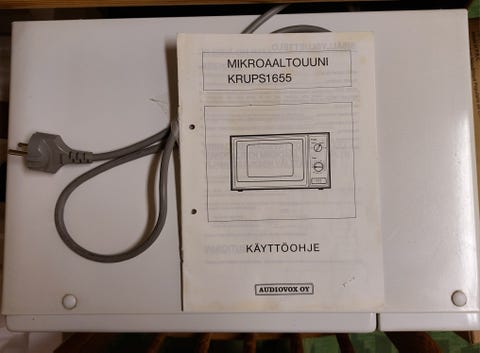 MIKROAALTOUUNI
KRUPS1655
KÄYTTÖOHJE
AUDIOVOX OY